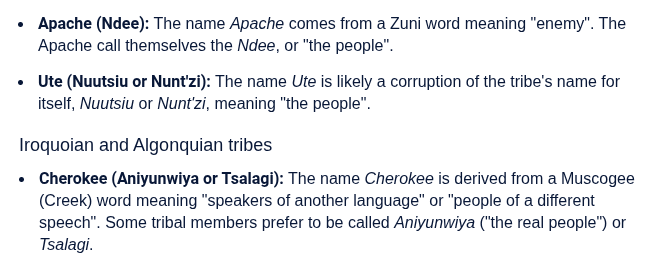 Apache (Ndee): The name Apache comes from a Zuni word meaning "enemy". The
Apache call themselves the Ndee, or "the people".
Ute (Nuutsiu or Nunt'zi): The name Ute is likely a corruption of the tribe's name for
itself, Nuutsiu or Nunt'zi, meaning "the people".
Iroquoian and Algonquian tribes
Cherokee (Aniyunwiya or Tsalagi): The name Cherokee is derived from a Muscogee
(Creek) word meaning "speakers of another language" or "people of a different
speech". Some tribal members prefer to be called Aniyunwiya ("the real people") or
Tsalagi.